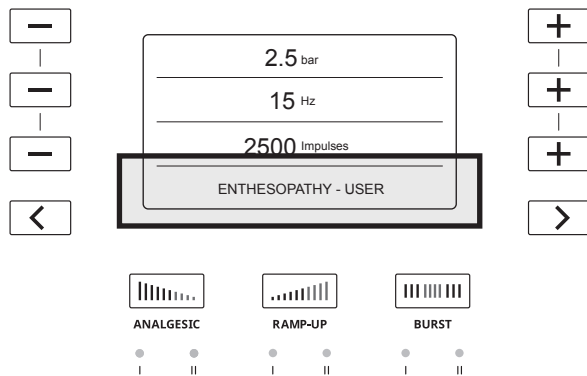 2.5 bar
15 Hz
2500 Impulses
ENTHESOPATHY - USER
ANALGESIC RAMP-UP BURST
I II I II I II